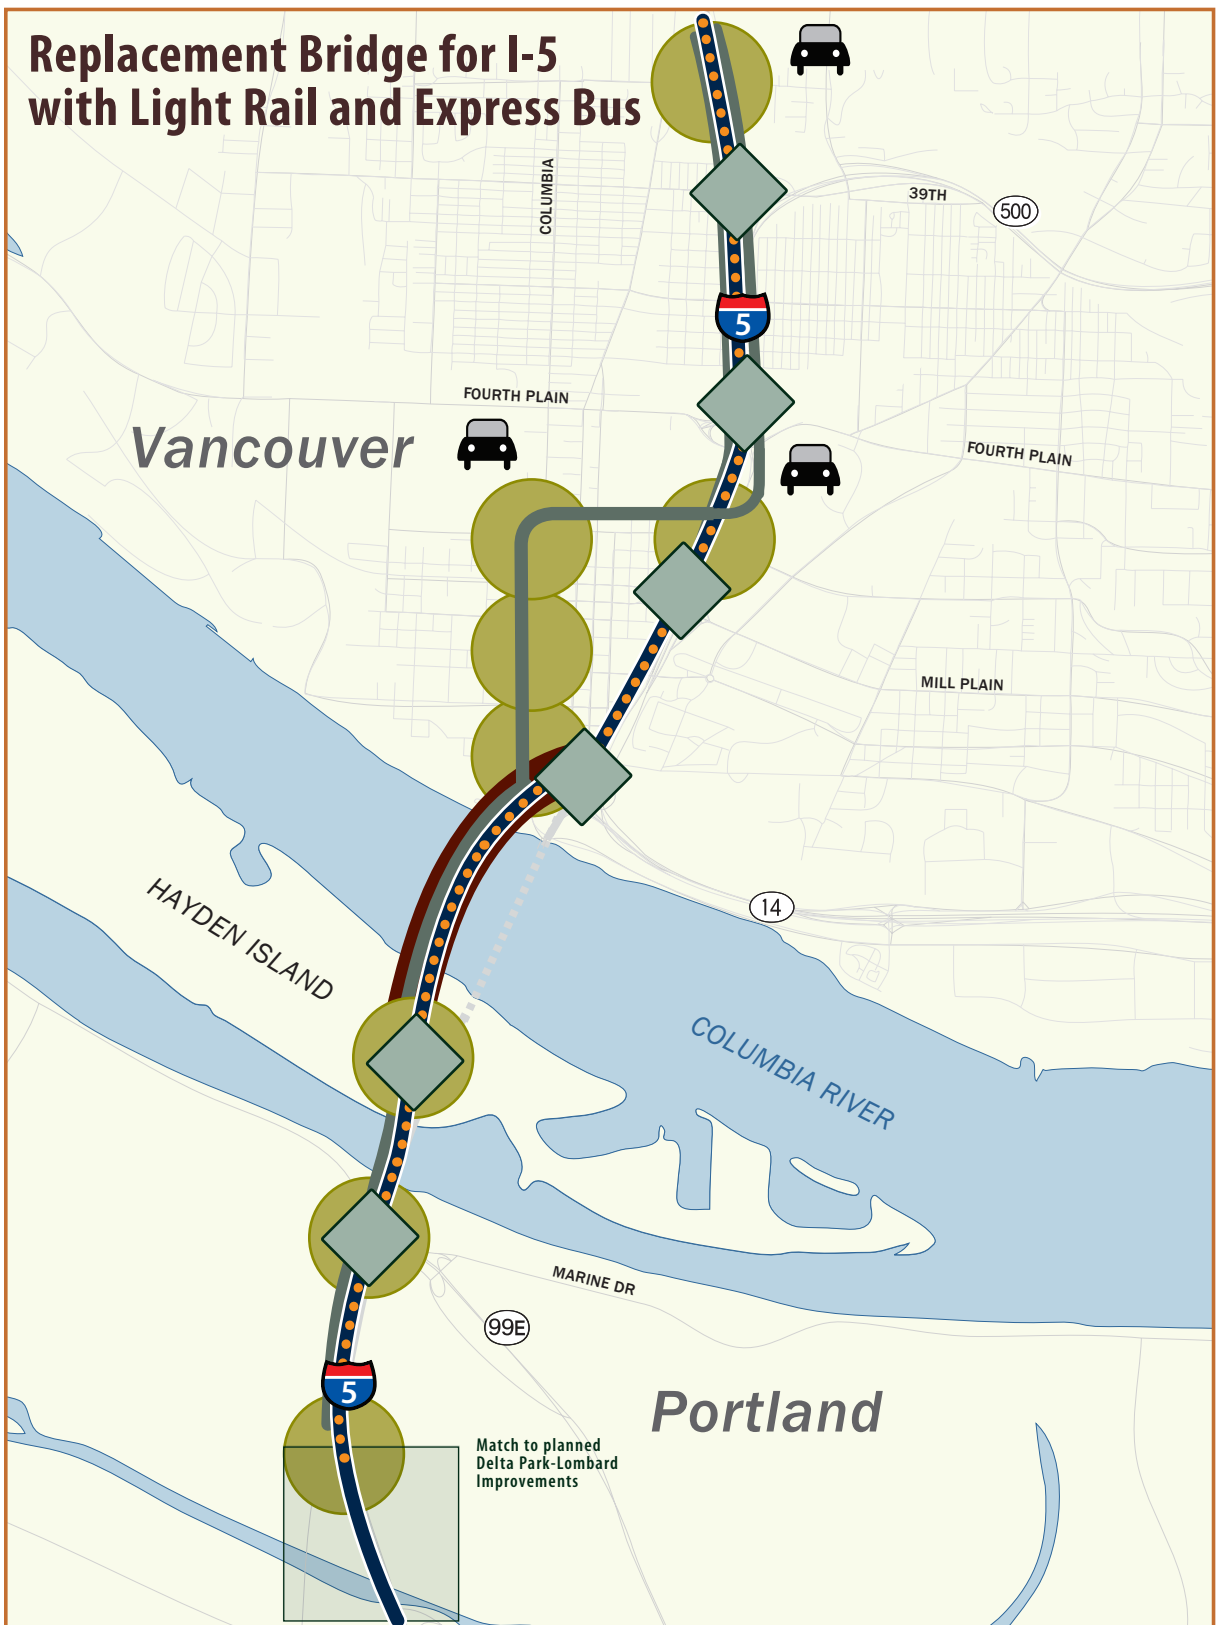 Replacement Bridge for I-5
with Light Rail and Express Bus
COLUMBIA
39TH
500
5
FOURTH PLAIN
Vancouver
FOURTH PLAIN
MILL PLAIN
HAYDEN ISLAND
14
COLUMBIA RIVER
MARINE DR
99E
5
Portland
Match to planned
Delta Park-Lombard
Improvements